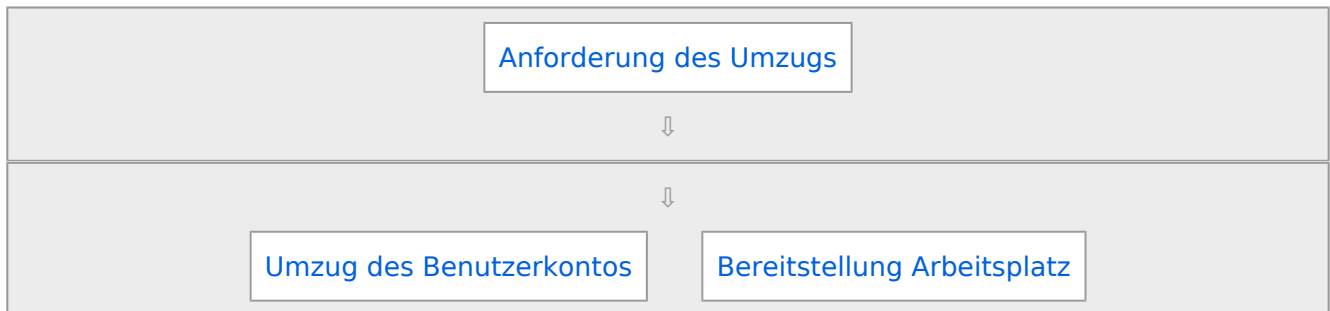 Anforderung des Umzugs
⇩
⇩
Umzug des Benutzerkontos
Bereitstellung Arbeitsplatz